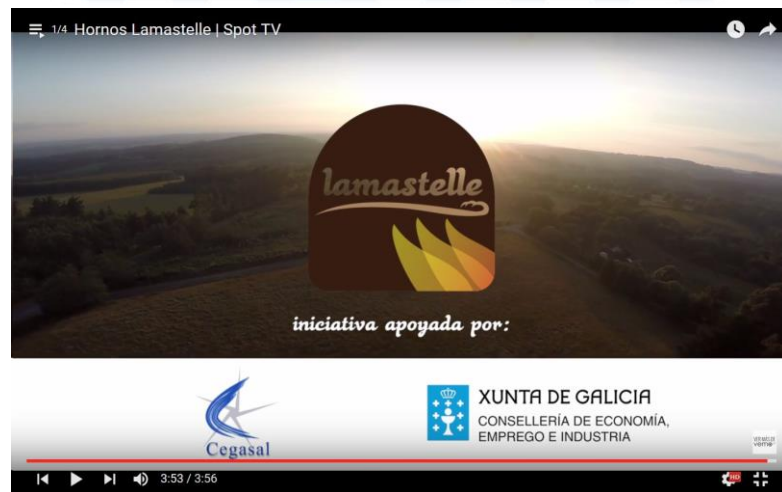 1/4 Hornos Lamastelle | Spot TV
lamastelle
iniciativa apoyada por:
Cegasal
XUNTA DE GALICIA
CONSELLERÍA DE ECONOMÍA,
EMPREGO E INDUSTRIA
3:53 / 3:56
HD